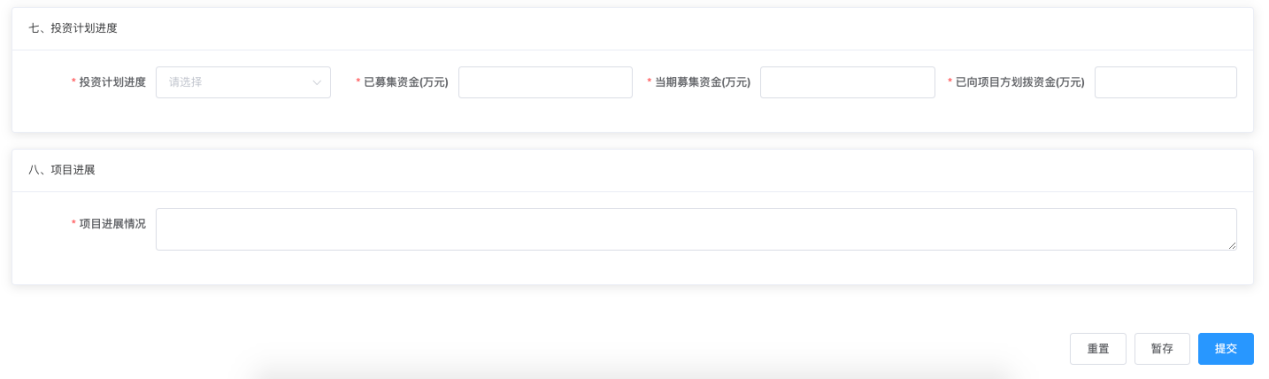 七、投资计划进度
* 投资计划进度 请选择 * 已募集资金(万元) * 当期募集资金(万元) * 已向项目方划拨资金(万元)
八、项目进展
* 项目进展情况
重置 暂存 提交